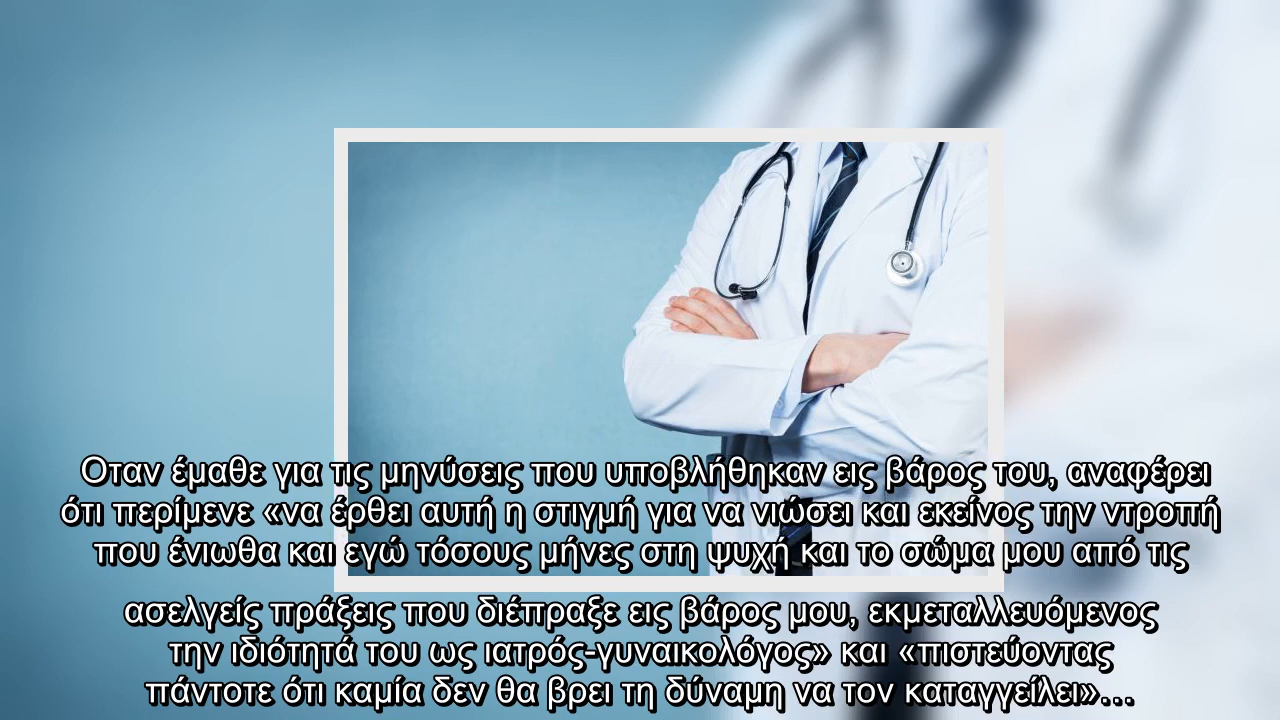 Οταν έμαθε για τις μηνύσεις που υποβλήθηκαν εις βάρος του, αναφέρει
ότι περίμενε «να έρθει αυτή η στιγμή για να νιώσει και εκείνος την ντροπή
που ένιωθα και εγώ τόσους μήνες στη ψυχή και το σώμα μου από τις
ασελγείς πράξεις που διέπραξε εις βάρος μου, εκμεταλλευόμενος
την ιδιότητά του ως ιατρός-γυναικολόγος» και «πιστεύοντας
πάντοτε ότι καμία δεν θα βρει τη δύναμη να τον καταγγείλει»…